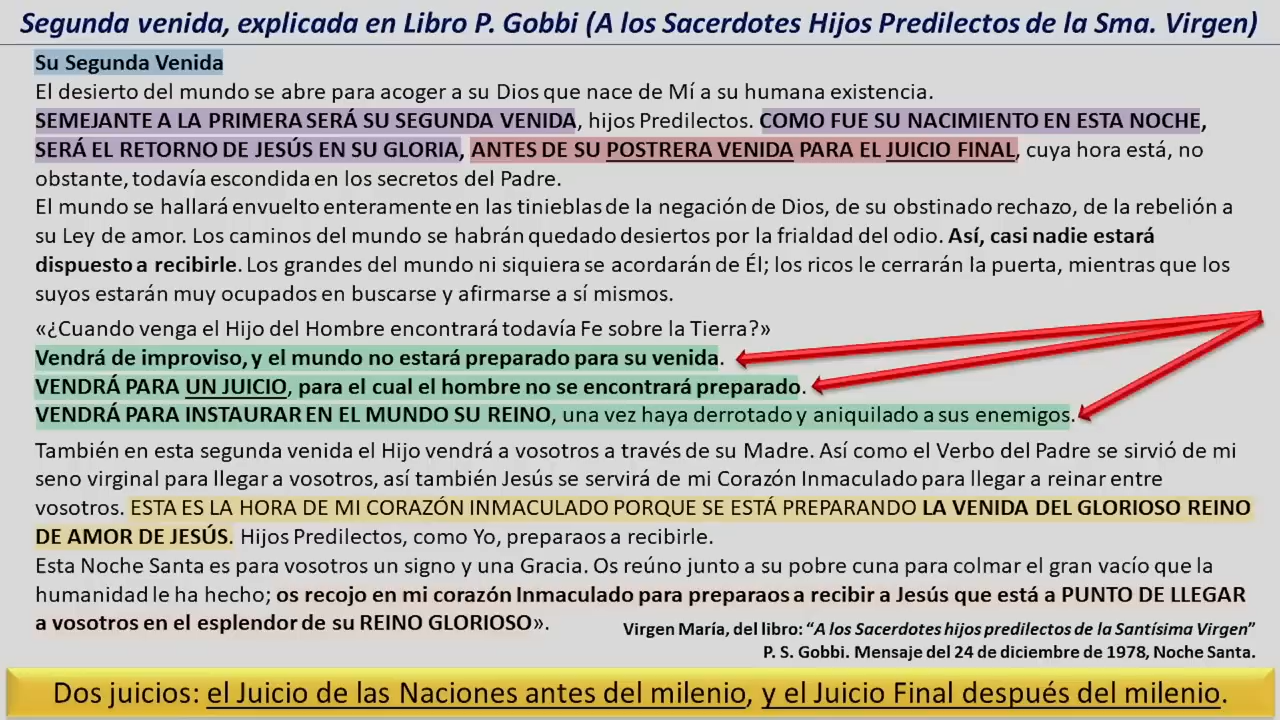 Segunda venida, explicada en Libro P. Gobbi (A los Sacerdotes Hijos Predilectos de la Sma. Virgen)
Su Segunda Venida
El desierto del mundo se abre para acoger a su Dios que nace de Mí a su humana existencia.
SEMEJANTE A LA PRIMERA SERÁ SU SEGUNDA VENIDA, hijos Predilectos. COMO FUE SU NACIMIENTO EN ESTA NOCHE,
SERÁ EL RETORNO DE JESÚS EN SU GLORIA, ANTES DE SU POSTRERA VENIDA PARA EL JUICIO FINAL, cuya hora está, no
obstante, todavía escondida en los secretos del Padre.
El mundo se hallará envuelto enteramente en las tinieblas de la negación de Dios, de su obstinado rechazo, de la rebelión a
su Ley de amor. Los caminos del mundo se habrán quedado desiertos por la frialdad del odio. Así, casi nadie estará
dispuesto a recibirle. Los grandes del mundo ni siquiera se acordarán de Él; los ricos le cerrarán la puerta, mientras que los
suyos estarán muy ocupados en buscarse y afirmarse a sí mismos.
«¿Cuando venga el Hijo del Hombre encontrará todavía Fe sobre la Tierra?»
Vendrá de improviso, y el mundo no estará preparado para su venida.
VENDRÁ PARA UN JUICIO, para el cual el hombre no se encontrará preparado.
VENDRÁ PARA INSTAURAR EN EL MUNDO SU REINO, una vez haya derrotado y aniquilado a sus enemigos.
También en esta segunda venida el Hijo vendrá a vosotros a través de su Madre. Así como el Verbo del Padre se sirvió de mi
seno virginal para llegar a vosotros, así también Jesús se servirá de mi Corazón Inmaculado para llegar a reinar entre
vosotros. ESTA ES LA HORA DE MI CORAZÓN INMACULADO PORQUE SE ESTÁ PREPARANDO LA VENIDA DEL GLORIOSO REINO
DE AMOR DE JESÚS. Hijos Predilectos, como Yo, preparaos a recibirle.
Esta Noche Santa es para vosotros un signo y una Gracia. Os reúno junto a su pobre cuna para colmar el gran vacío que la
humanidad le ha hecho; os recojo en mi corazón Inmaculado para preparaos a recibir a Jesús que está a PUNTO DE LLEGAR
a vosotros en el esplendor de su REINO GLORIOSO».
Virgen María, del libro: “A los Sacerdotes hijos predilectos de la Santísima Virgen”
P. S. Gobbi. Mensaje del 24 de diciembre de 1978, Noche Santa.
Dos juicios: el Juicio de las Naciones antes del milenio, y el Juicio Final después del milenio.